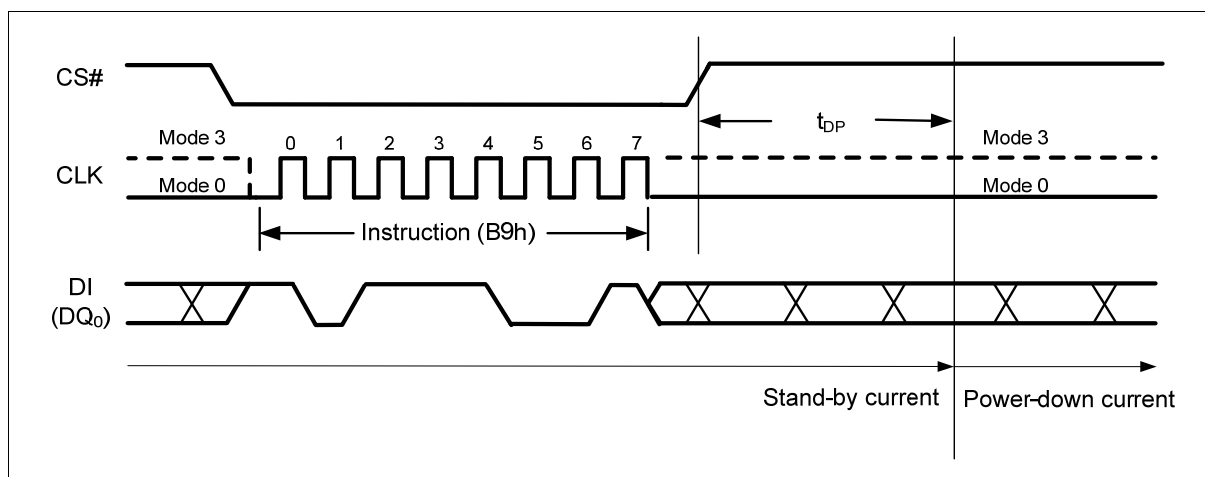 CS#
t_DP
Mode 3 0 1 2 3 4 5 6 7 Mode 3
CLK
Mode 0 Mode 0
Instruction (B9h)
DI
(DQ₀)
Stand-by current Power-down current